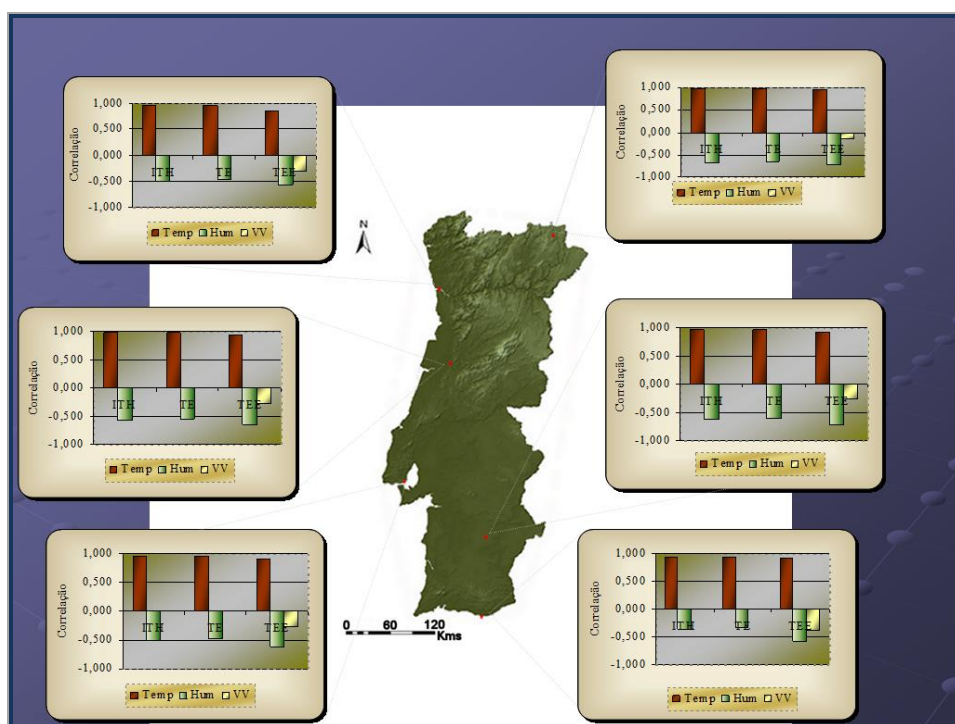 1,000
0,500
0,000
-0,500
-1,000
Correlação
ITH TE TEE
Temp Hum VV
1,000
0,500
0,000
-0,500
-1,000
Correlação
ITH TE TEE
Temp Hum VV
N
1,000
0,500
0,000
-0,500
-1,000
Correlação
ITH TE TEE
Temp Hum VV
1,000
0,500
0,000
-0,500
-1,000
Correlação
ITH TE TEE
Temp Hum VV
1,000
0,500
0,000
-0,500
-1,000
Correlação
ITH TE TEE
Temp Hum VV
0 60 120
Kms
1,000
0,500
0,000
-0,500
-1,000
Correlação
ITH TE TEE
Temp Hum VV